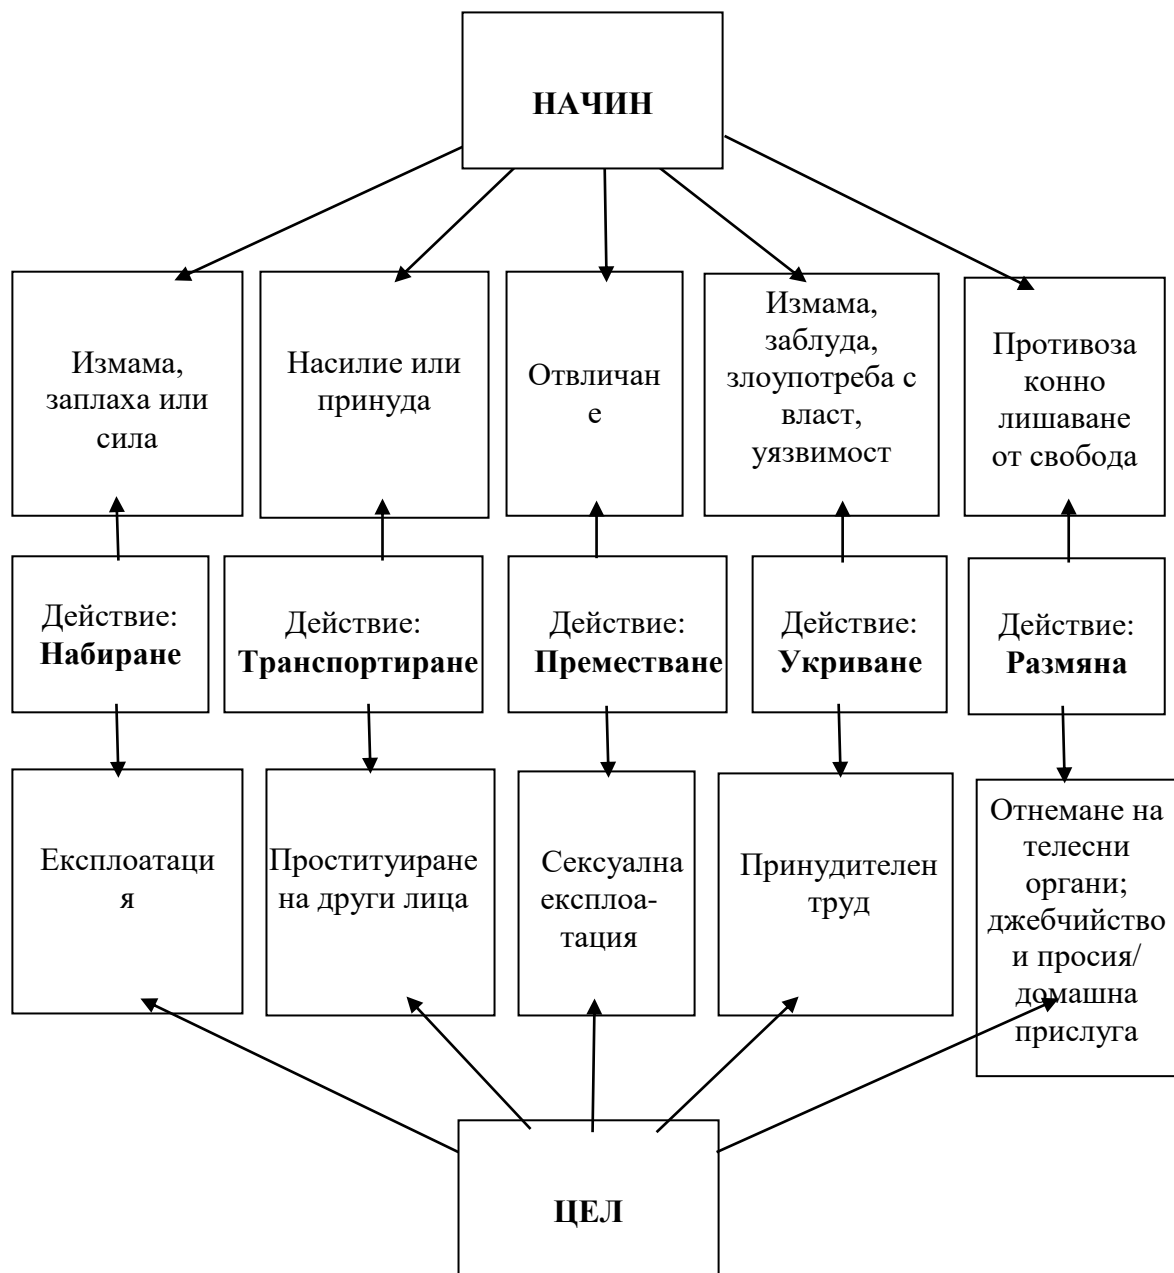 НАЧИН
Измама,
заплаха или
сила
Насилие или
принуда
Отвличан
е
Измама,
заблуда,
злоупотреба с
власт,
уязвимост
Противоза
конно
лишаване
от свобода
Действие:
Набиране
Действие:
Транспортиране
Действие:
Преместване
Действие:
Укриване
Действие:
Размяна
Експлоатаци
я
Проституиране
на други лица
Сексуална
експлоа-
тация
Принудителен
труд
Отнемане на
телесни
органи;
джебчийство
и просия/
домашна
прислуга
ЦЕЛ